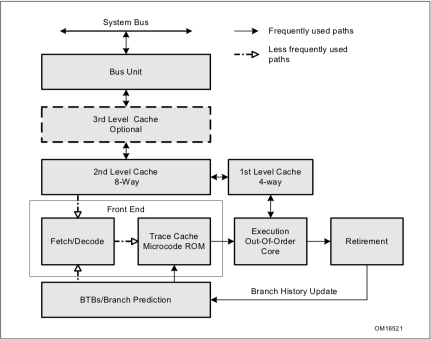 System Bus
Frequently used paths
Less frequently used
paths
Bus Unit
3rd Level Cache
Optional
2nd Level Cache
8-Way
1st Level Cache
4-way
Front End
Fetch/Decode
Trace Cache
Microcode ROM
Execution
Out-Of-Order
Core
Retirement
Branch History Update
BTBs/Branch Prediction
OM16521